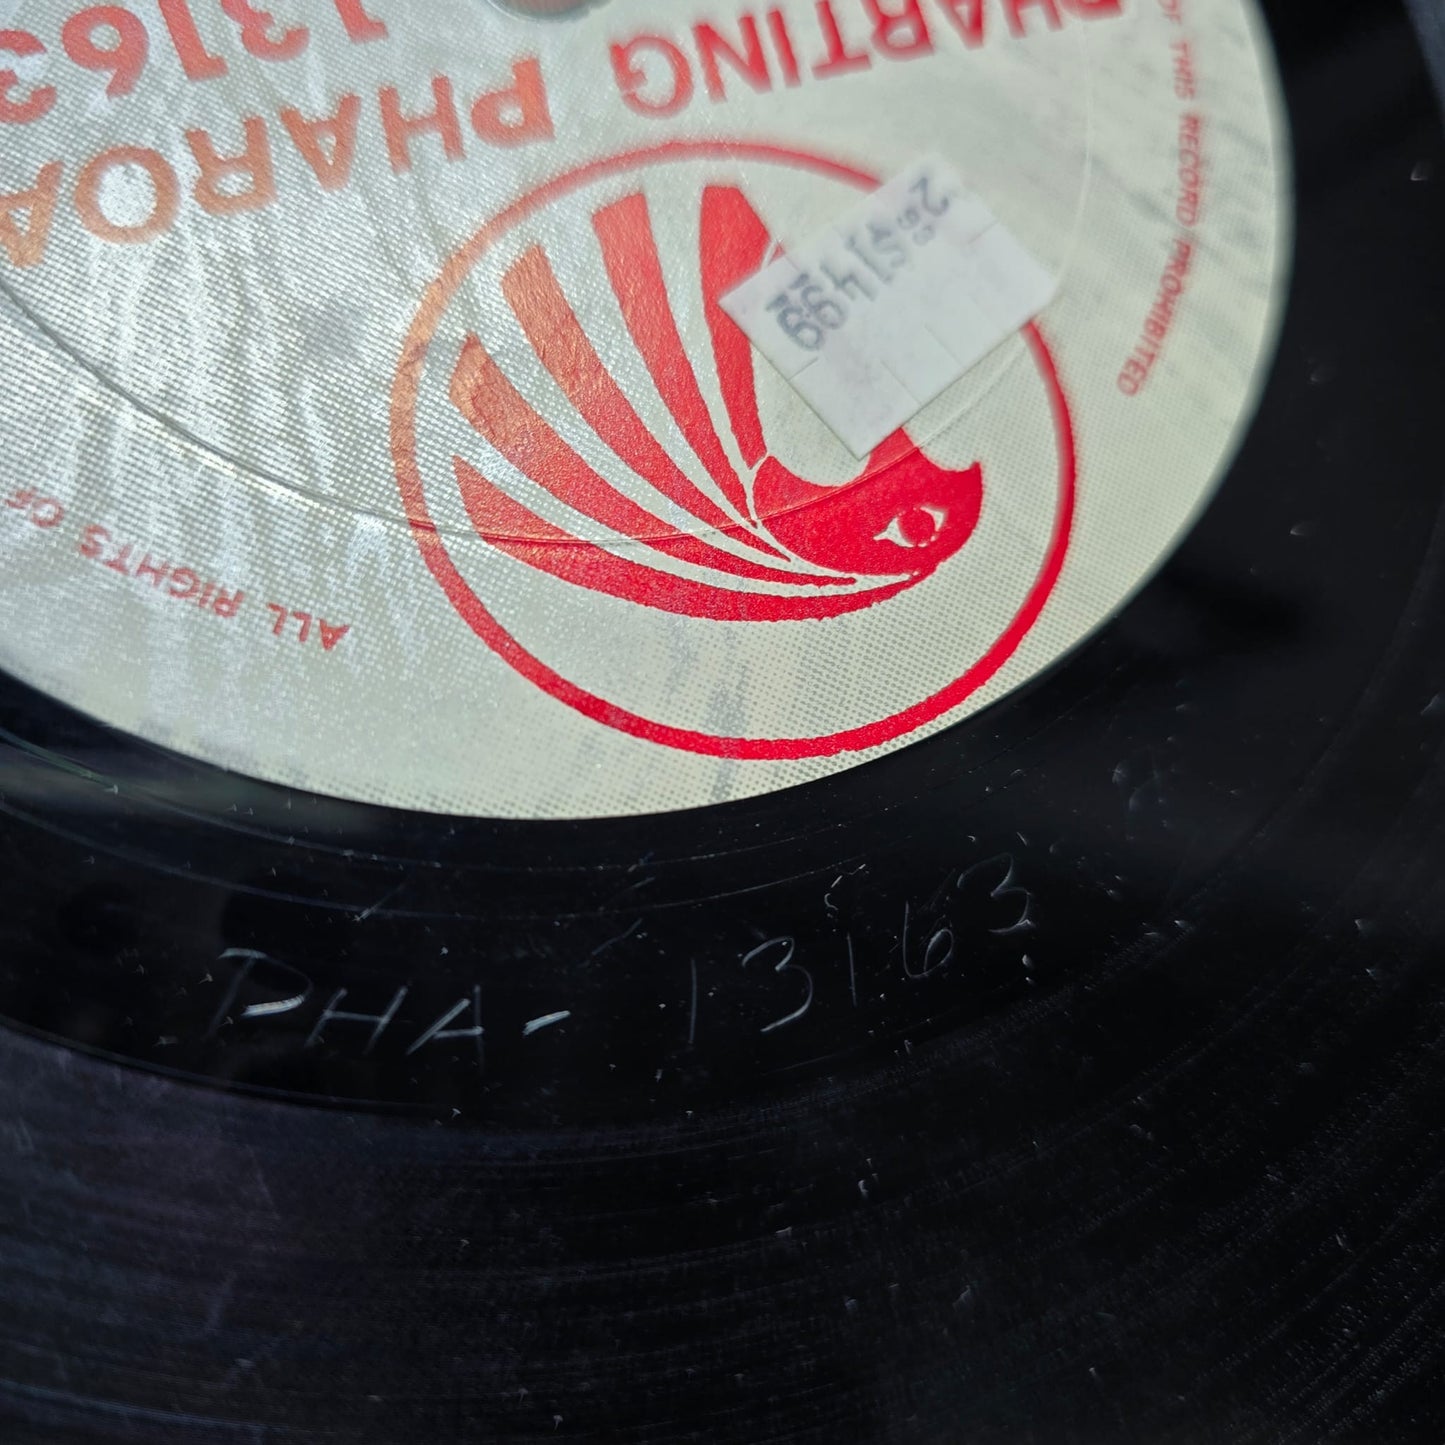 PHARTING PHAROA
13163
OF THIS RECORD PROHIBITED
ALL RIGHTS OF
PHA-13163